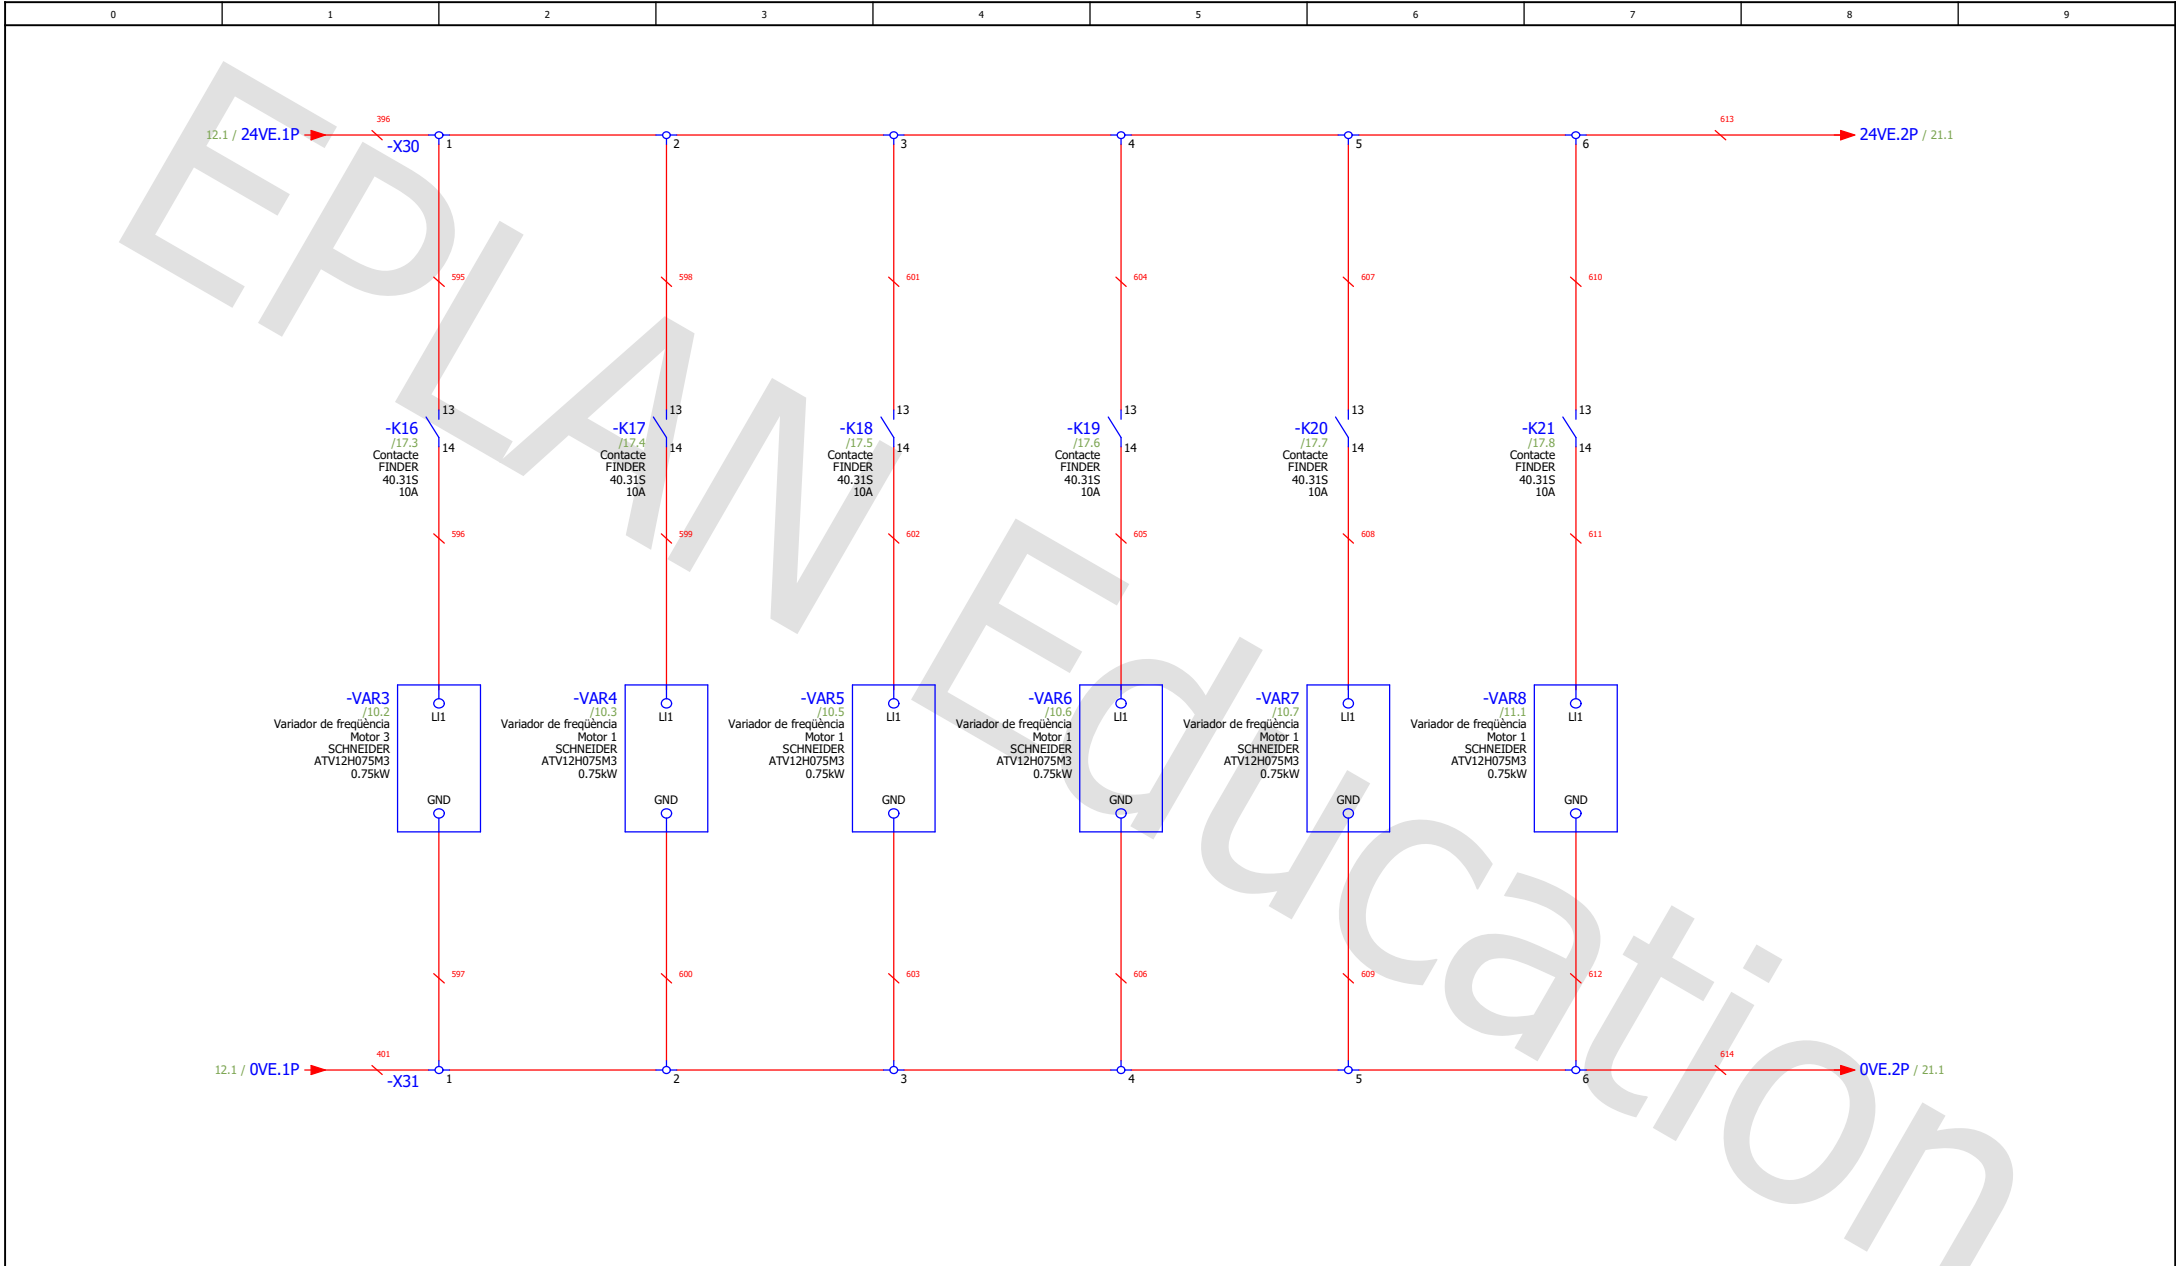 0 1 2 3 4 5 6 7 8 9
EPLAN Education
12.1 / 24VE.1P
396
-X30
1 2 3 4 5 6
613
24VE.2P / 21.1
595 598 601 604 607 610
13
14
-K16
/17.3
Contacte
FINDER
40.31S
10A
13
14
-K17
/17.4
Contacte
FINDER
40.31S
10A
13
14
-K18
/17.5
Contacte
FINDER
40.31S
10A
13
14
-K19
/17.6
Contacte
FINDER
40.31S
10A
13
14
-K20
/17.7
Contacte
FINDER
40.31S
10A
13
14
-K21
/17.8
Contacte
FINDER
40.31S
10A
596 599 602 605 608 611
-VAR3
/10.2
Variador de freqüència
Motor 3
SCHNEIDER
ATV12H075M3
0.75kW
LI1
GND
-VAR4
/10.3
Variador de freqüència
Motor 1
SCHNEIDER
ATV12H075M3
0.75kW
LI1
GND
-VAR5
/10.5
Variador de freqüència
Motor 1
SCHNEIDER
ATV12H075M3
0.75kW
LI1
GND
-VAR6
/10.6
Variador de freqüència
Motor 1
SCHNEIDER
ATV12H075M3
0.75kW
LI1
GND
-VAR7
/10.7
Variador de freqüència
Motor 1
SCHNEIDER
ATV12H075M3
0.75kW
LI1
GND
-VAR8
/11.1
Variador de freqüència
Motor 1
SCHNEIDER
ATV12H075M3
0.75kW
LI1
GND
597 600 603 606 609 612
12.1 / 0VE.1P
401
-X31
1 2 3 4 5 6
614
0VE.2P / 21.1